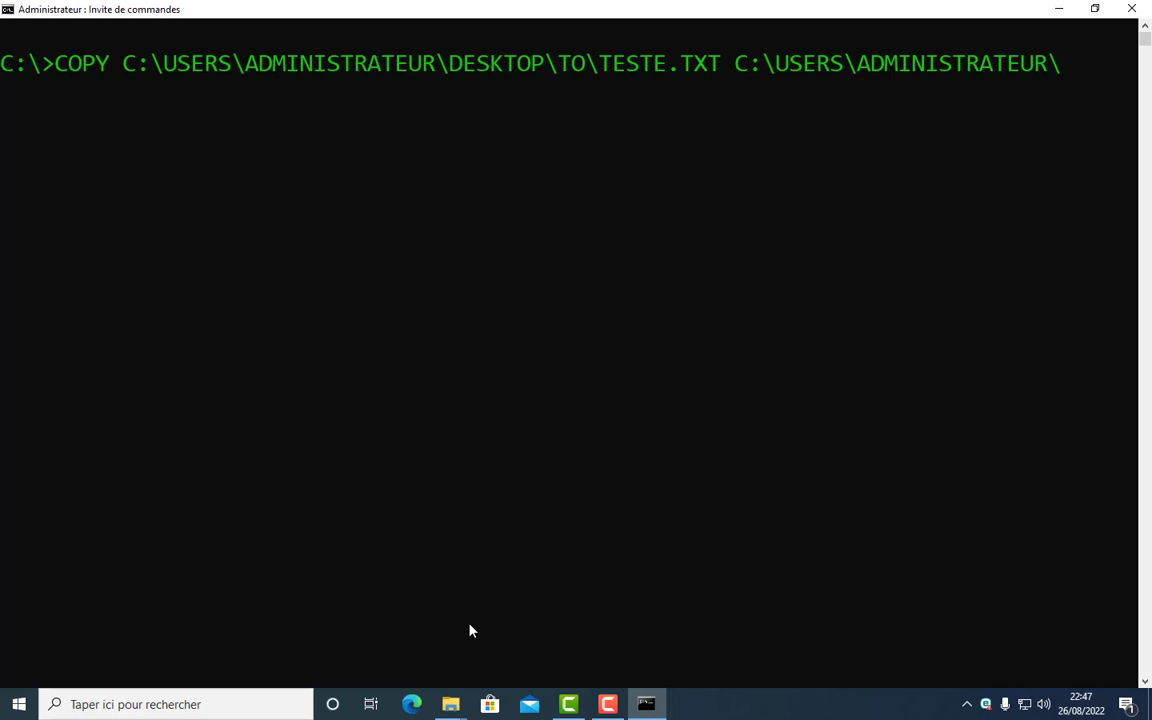 Administrateur : Invite de commandes
C:\>COPY C:\USERS\ADMINISTRATEUR\DESKTOP\TO\TESTE.TXT C:\USERS\ADMINISTRATEUR\
Taper ici pour rechercher
22:47
26/08/2022
1